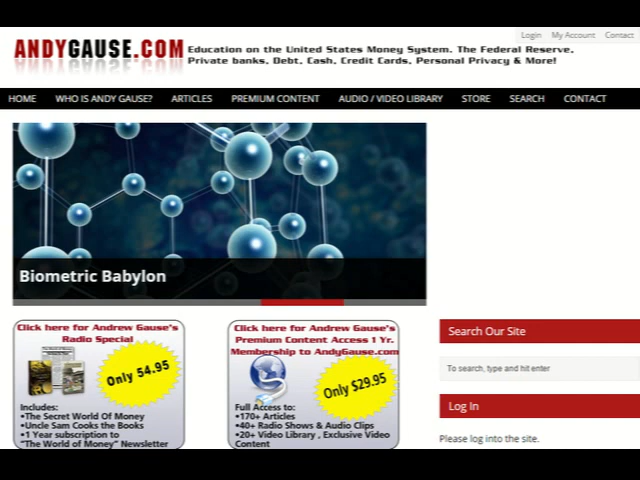 Login My Account Contact
ANDYGAUSE.COM
Education on the United States Money System. The Federal Reserve,
Private banks, Debt, Cash, Credit Cards, Personal Privacy & More!
HOME WHO IS ANDY GAUSE? ARTICLES PREMIUM CONTENT AUDIO / VIDEO LIBRARY STORE SEARCH CONTACT
Biometric Babylon
Click here for Andrew Gause's
Radio Special
Only 54.95
Includes:
•The Secret World Of Money
•Uncle Sam Cooks the Books
•1 Year subscription to
"The World of Money" Newsletter
Click here for Andrew Gause's
Premium Content Access 1 Yr.
Membership to AndyGause.com
Only $29.95
Full Access to:
•170+ Articles
•40+ Radio Shows & Audio Clips
•20+ Video Library , Exclusive Video
Content
Search Our Site
To search, type and hit enter
Log In
Please log into the site.